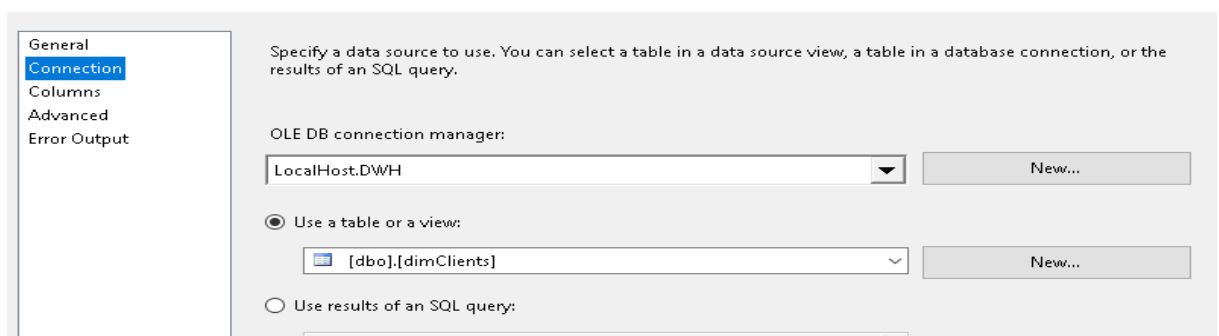 General
Connection
Columns
Advanced
Error Output
Specify a data source to use. You can select a table in a data source view, a table in a database connection, or the
results of an SQL query.
OLE DB connection manager:
LocalHost.DWH
New...
Use a table or a view:
[dbo].[dimClients]
New...
Use results of an SQL query: